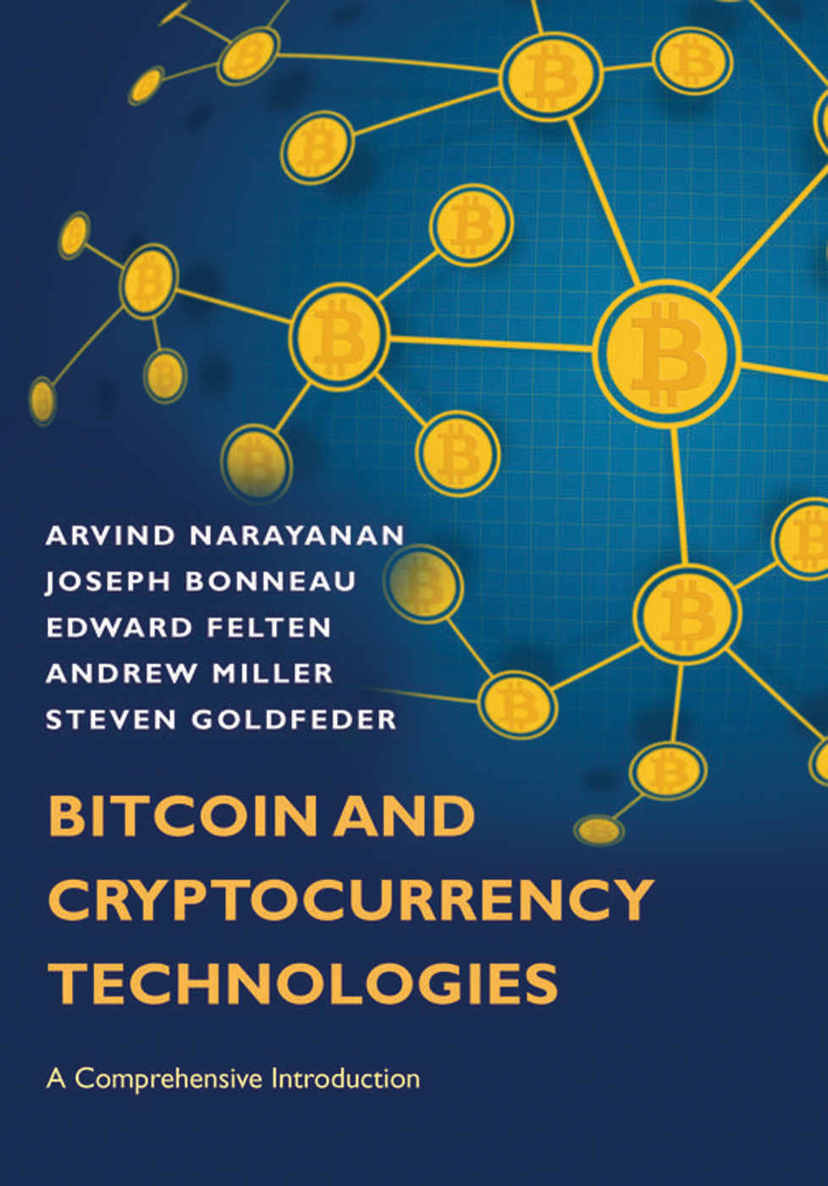 ARVIND NARAYANAN
JOSEPH BONNEAU
EDWARD FELTEN
ANDREW MILLER
STEVEN GOLDFEDER
BITCOIN AND
CRYPTOCURRENCY
TECHNOLOGIES
A Comprehensive Introduction